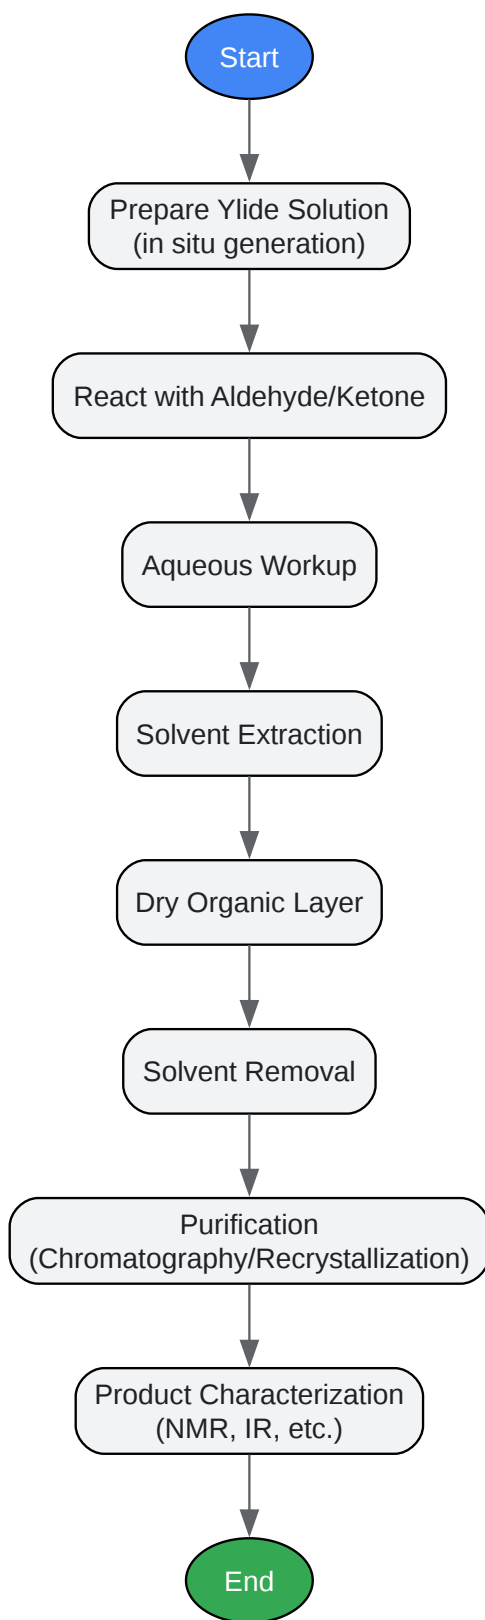 Start
Prepare Ylide Solution
(in situ generation)
React with Aldehyde/Ketone
Aqueous Workup
Solvent Extraction
Dry Organic Layer
Solvent Removal
Purification
(Chromatography/Recrystallization)
Product Characterization
(NMR, IR, etc.)
End